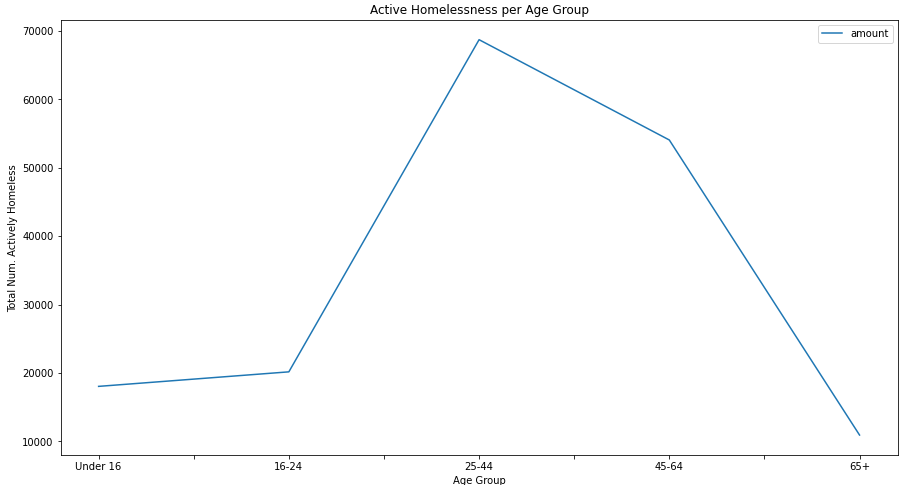 Active Homelessness per Age Group
amount
Total Num. Actively Homeless
70000
60000
50000
40000
30000
20000
10000
Under 16
16-24
25-44
45-64
65+
Age Group